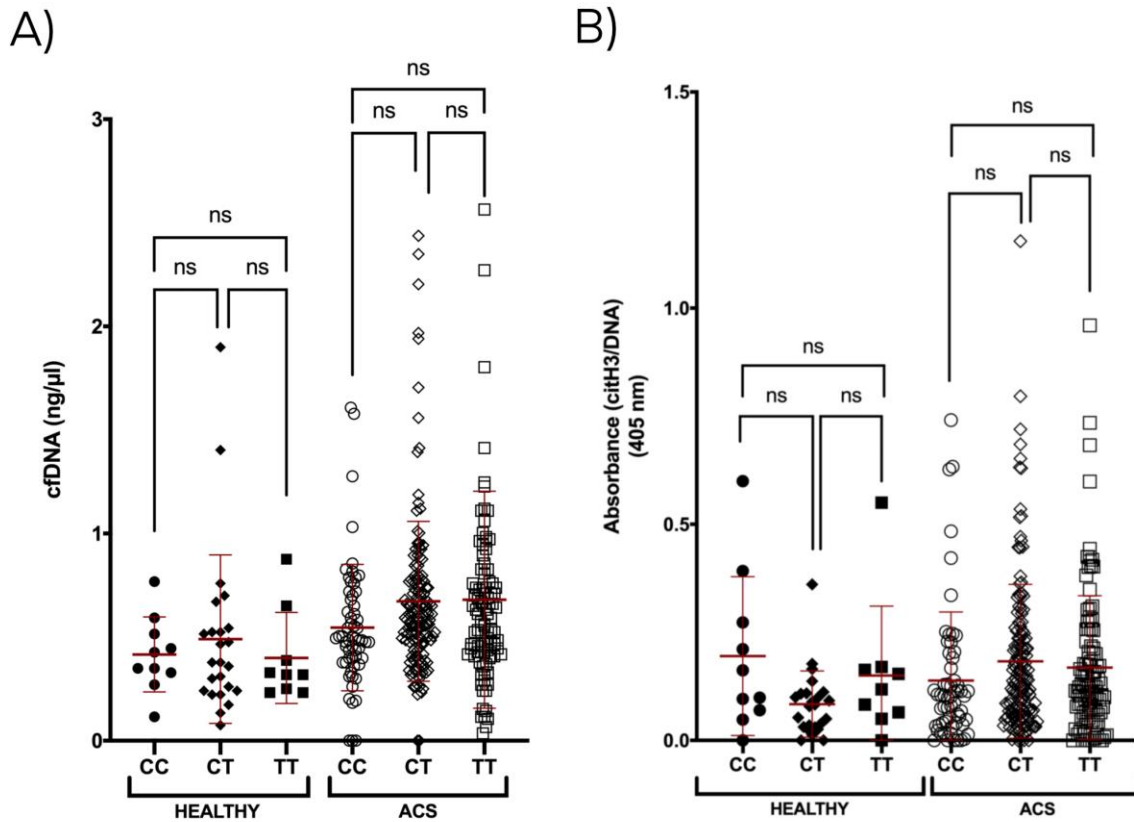 A)
ns
ns
ns
ns
ns
ns
3
2
1
0
cfDNA (ng/µl)
CC
CT
TT
CC
CT
TT
HEALTHY
ACS
B)
ns
ns
ns
ns
ns
ns
1.5
1.0
0.5
0.0
Absorbance (citH3/DNA)
(405 nm)
CC
CT
TT
CC
CT
TT
HEALTHY
ACS